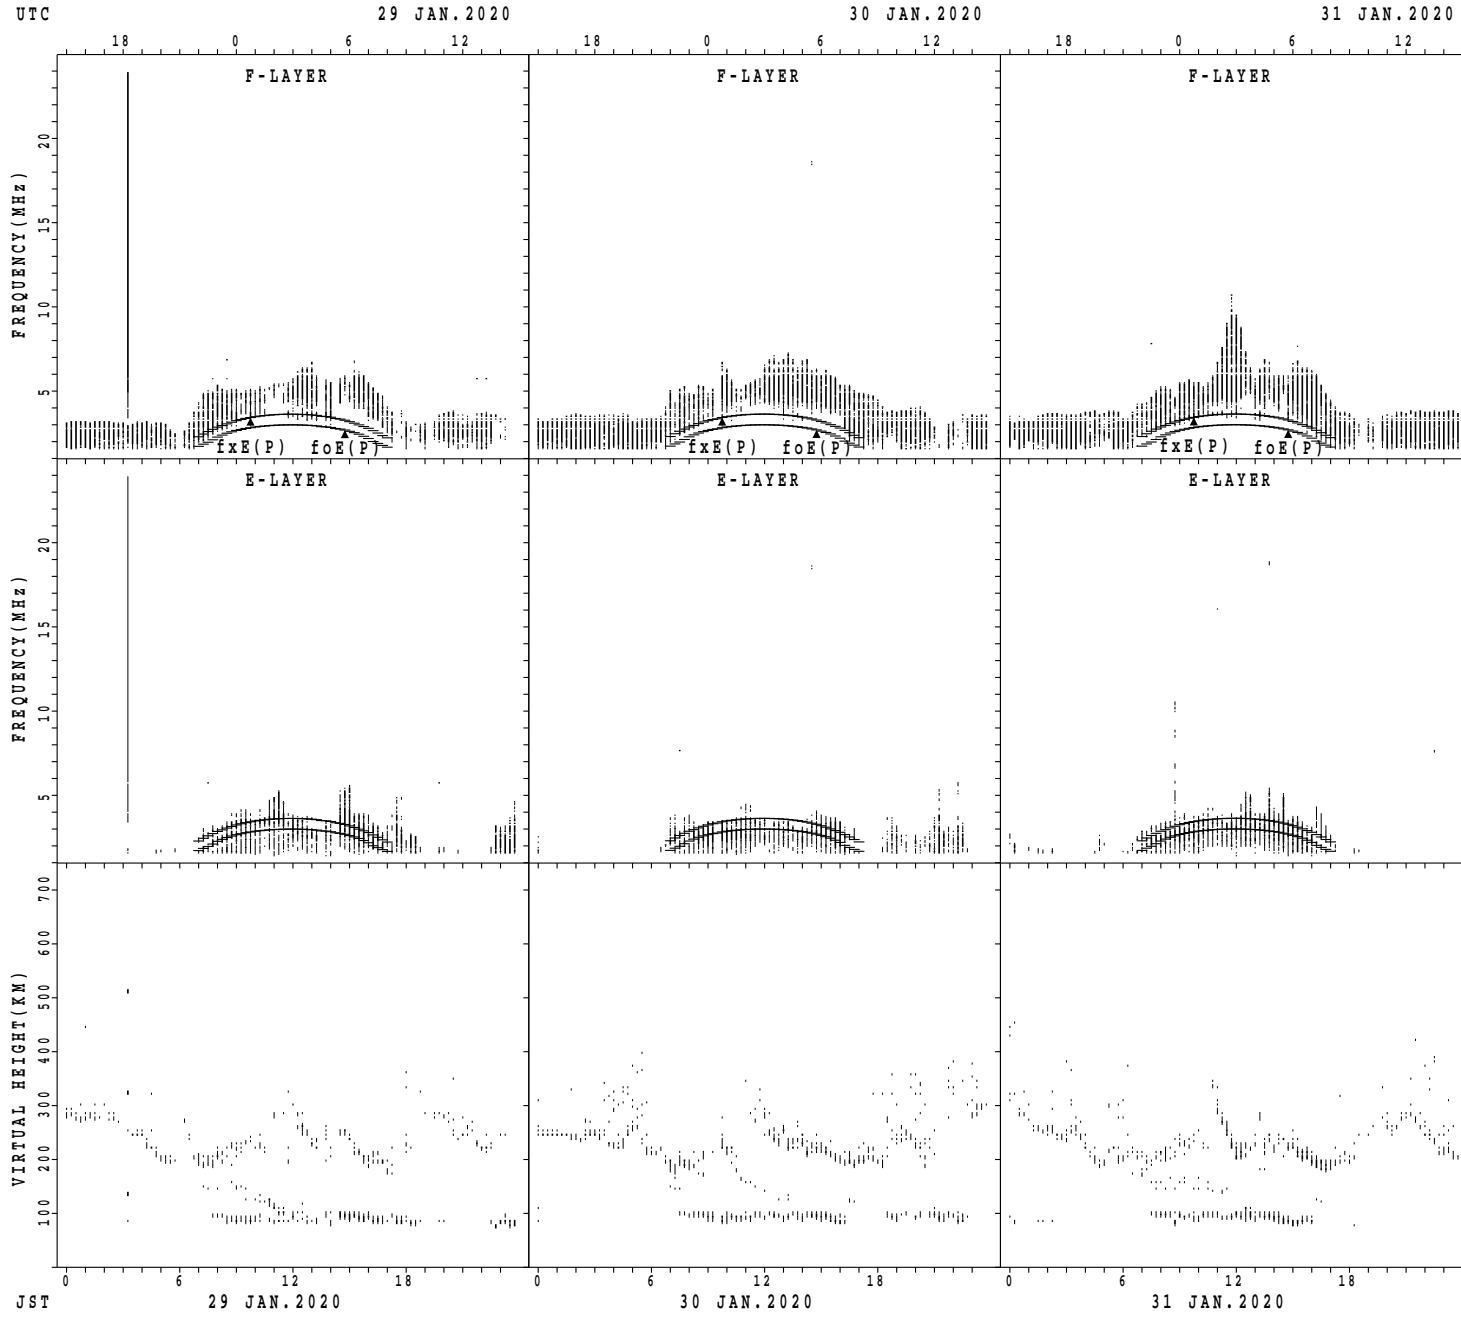 UTC 29 JAN.2020 30 JAN.2020 31 JAN.2020
18 0 6 12 18 0 6 12 18 0 6 12
F-LAYER F-LAYER F-LAYER
FREQUENCY(MHz)
20
15
10
5
fxE(P) foE(P) fxE(P) foE(P) fxE(P) foE(P)
E-LAYER E-LAYER E-LAYER
FREQUENCY(MHz)
20
15
10
5
VIRTUAL HEIGHT(KM)
700
600
500
400
300
200
100
0 6 12 18 0 6 12 18 0 6 12 18
JST 29 JAN.2020 30 JAN.2020 31 JAN.2020